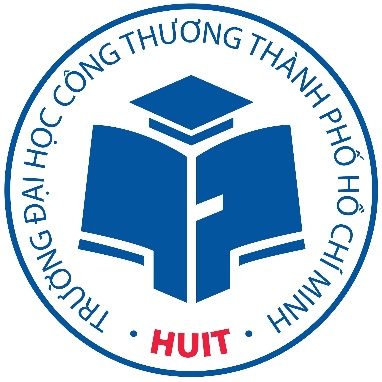 TRƯỜNG ĐẠI HỌC CÔNG THƯƠNG THÀNH PHỐ HỒ CHÍ MINH
HUIT